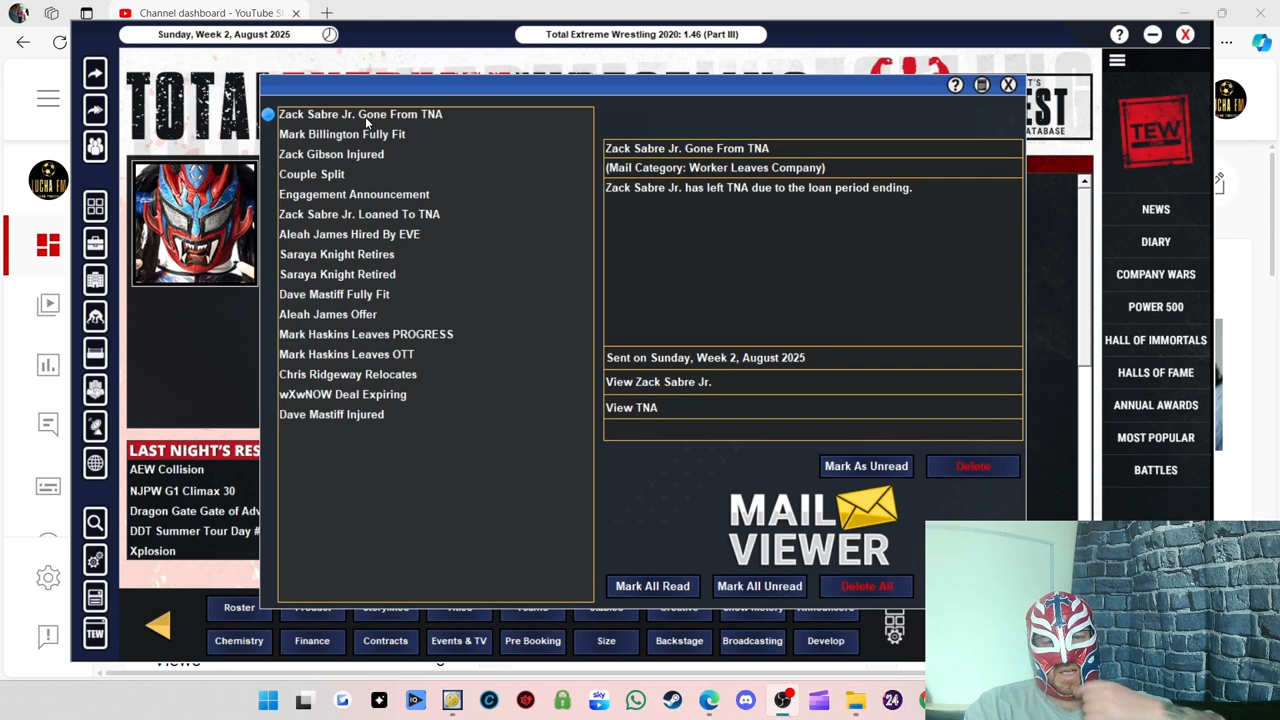 Channel dashboard - YouTube S
Sunday, Week 2, August 2025
Total Extreme Wrestling 2020: 1.46 (Part III)
TOTAL
EST
DATABASE
TEW
Zack Sabre Jr. Gone From TNA
Mark Billington Fully Fit
Zack Gibson Injured
Couple Split
Engagement Announcement
Zack Sabre Jr. Loaned To TNA
Aleah James Hired By EVE
Saraya Knight Retires
Saraya Knight Retired
Dave Mastiff Fully Fit
Aleah James Offer
Mark Haskins Leaves PROGRESS
Mark Haskins Leaves OTT
Chris Ridgeway Relocates
wXwNOW Deal Expiring
Dave Mastiff Injured
Zack Sabre Jr. Gone From TNA
(Mail Category: Worker Leaves Company)
Zack Sabre Jr. has left TNA due to the loan period ending.
Sent on Sunday, Week 2, August 2025
View Zack Sabre Jr.
View TNA
Mark As Unread
Delete
MAIL
VIEWER
Mark All Read
Mark All Unread
Delete All
NEWS
DIARY
COMPANY WARS
POWER 500
HALL OF IMMORTALS
HALLS OF FAME
ANNUAL AWARDS
MOST POPULAR
BATTLES
LUCHA FM
LAST NIGHT'S RES
AEW Collision
NJPW G1 Climax 30
Dragon Gate Gate of Adv
DDT Summer Tour Day #
Xplosion
Roster
Chemistry
Finance
Contracts
Events & TV
Pre Booking
Size
Backstage
Broadcasting
Develop
TEW
sky
24